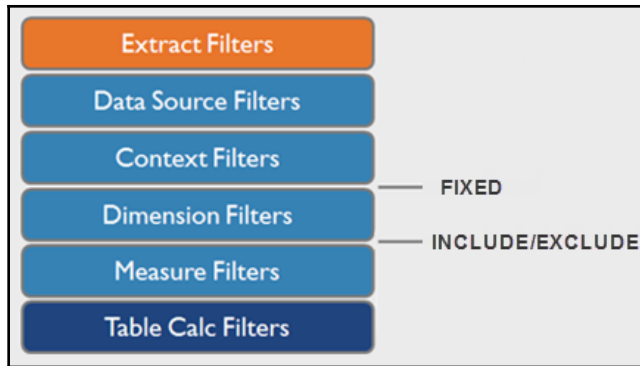 Extract Filters
Data Source Filters
Context Filters
FIXED
Dimension Filters
INCLUDE/EXCLUDE
Measure Filters
Table Calc Filters